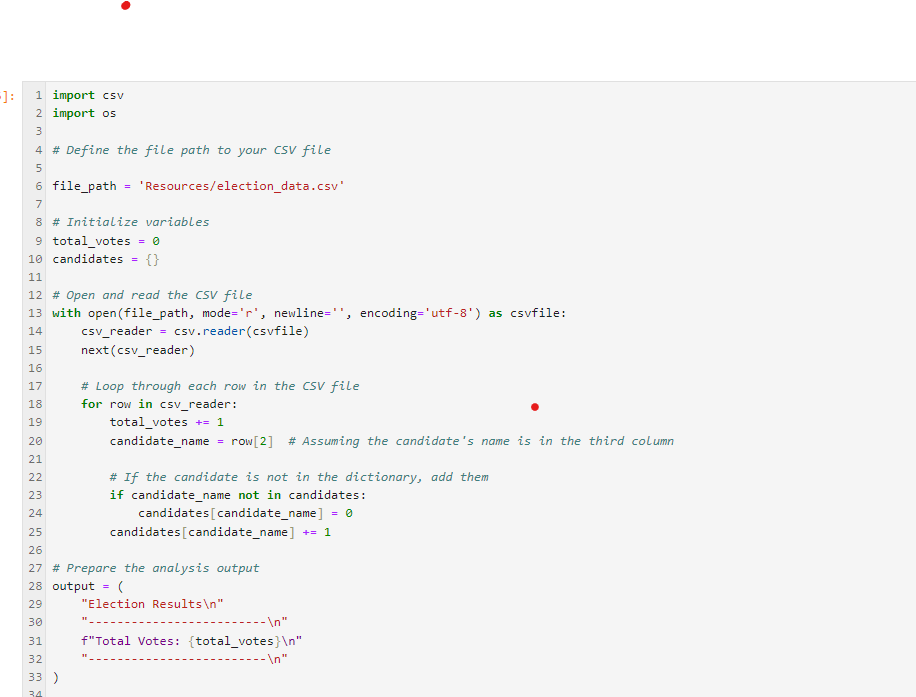 ]:
1 import csv
2 import os
3
4 # Define the file path to your CSV file
5
6 file_path = 'Resources/election_data.csv'
7
8 # Initialize variables
9 total_votes = 0
10 candidates = {}
11
12 # Open and read the CSV file
13 with open(file_path, mode='r', newline='', encoding='utf-8') as csvfile:
14     csv_reader = csv.reader(csvfile)
15     next(csv_reader)
16
17     # Loop through each row in the CSV file
18     for row in csv_reader:
19         total_votes += 1
20         candidate_name = row[2]  # Assuming the candidate's name is in the third column
21
22         # If the candidate is not in the dictionary, add them
23         if candidate_name not in candidates:
24             candidates[candidate_name] = 0
25         candidates[candidate_name] += 1
26
27 # Prepare the analysis output
28 output = (
29     "Election Results\n"
30     "-------------------------\n"
31     f"Total Votes: {total_votes}\n"
32     "-------------------------\n"
33 )
34